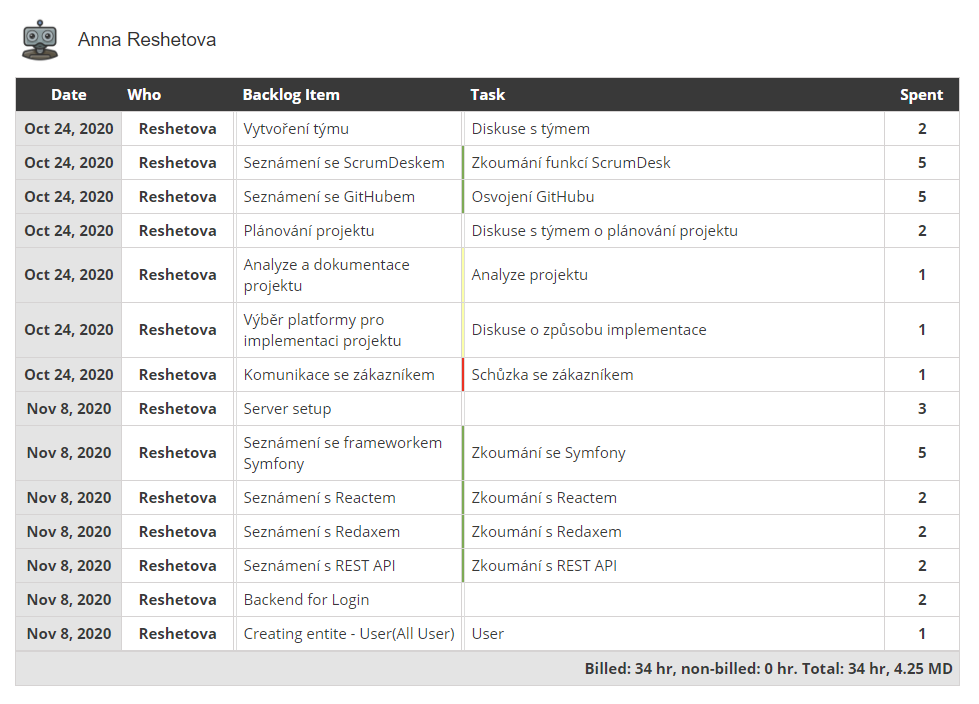 Anna Reshetova
Date Who Backlog Item Task Spent
Oct 24, 2020 Reshetova Vytvoření týmu Diskuse s týmem 2
Oct 24, 2020 Reshetova Seznámení se ScrumDeskem Zkoumání funkcí ScrumDesk 5
Oct 24, 2020 Reshetova Seznámení se GitHubem Osvojení GitHubu 5
Oct 24, 2020 Reshetova Plánování projektu Diskuse s týmem o plánování projektu 2
Oct 24, 2020 Reshetova Analyze a dokumentace
projektu Analyze projektu 1
Oct 24, 2020 Reshetova Výběr platformy pro
implementaci projektu Diskuse o způsobu implementace 1
Oct 24, 2020 Reshetova Komunikace se zákazníkem Schůzka se zákazníkem 1
Nov 8, 2020 Reshetova Server setup 3
Nov 8, 2020 Reshetova Seznámení se frameworkem
Symfony Zkoumání se Symfony 5
Nov 8, 2020 Reshetova Seznámení s Reactem Zkoumání s Reactem 2
Nov 8, 2020 Reshetova Seznámení s Redaxem Zkoumání s Redaxem 2
Nov 8, 2020 Reshetova Seznámení s REST API Zkoumání s REST API 2
Nov 8, 2020 Reshetova Backend for Login 2
Nov 8, 2020 Reshetova Creating entite - User(All User) User 1
Billed: 34 hr, non-billed: 0 hr. Total: 34 hr, 4.25 MD